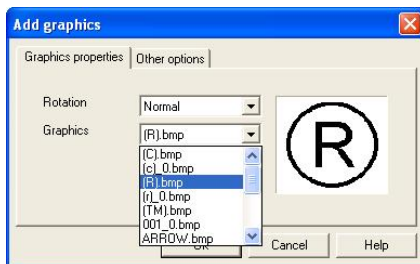 Add graphics
Graphics properties
Other options
Rotation
Normal
Graphics
(R).bmp
(C).bmp
(c)_0.bmp
(R).bmp
(r)_0.bmp
(TM).bmp
001_0.bmp
ARROW.bmp
R
Cancel
Help